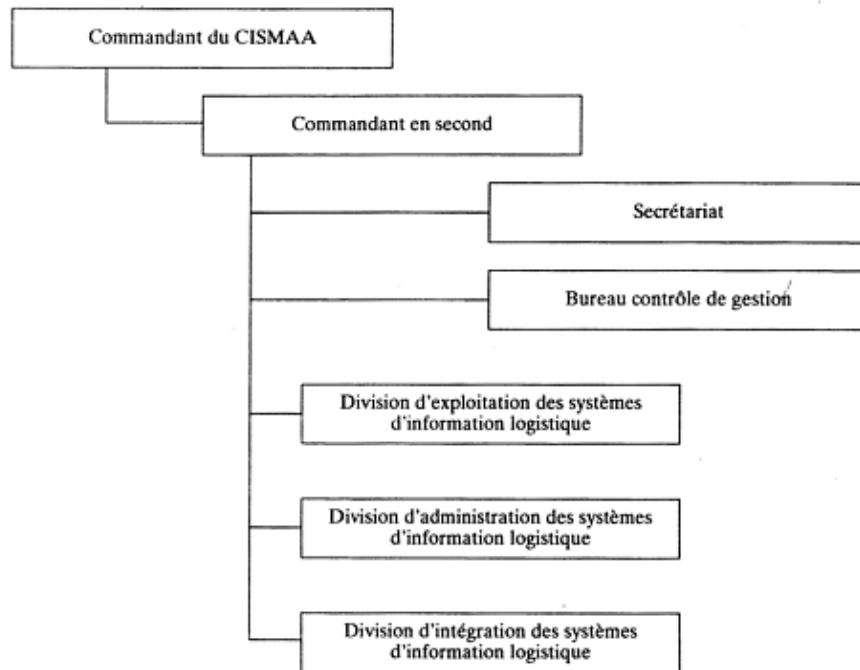 Commandant du CISMAA
Commandant en second
Secrétariat
Bureau contrôle de gestion
Division d'exploitation des systèmes
d'information logistique
Division d'administration des systèmes
d'information logistique
Division d'intégration des systèmes
d'information logistique